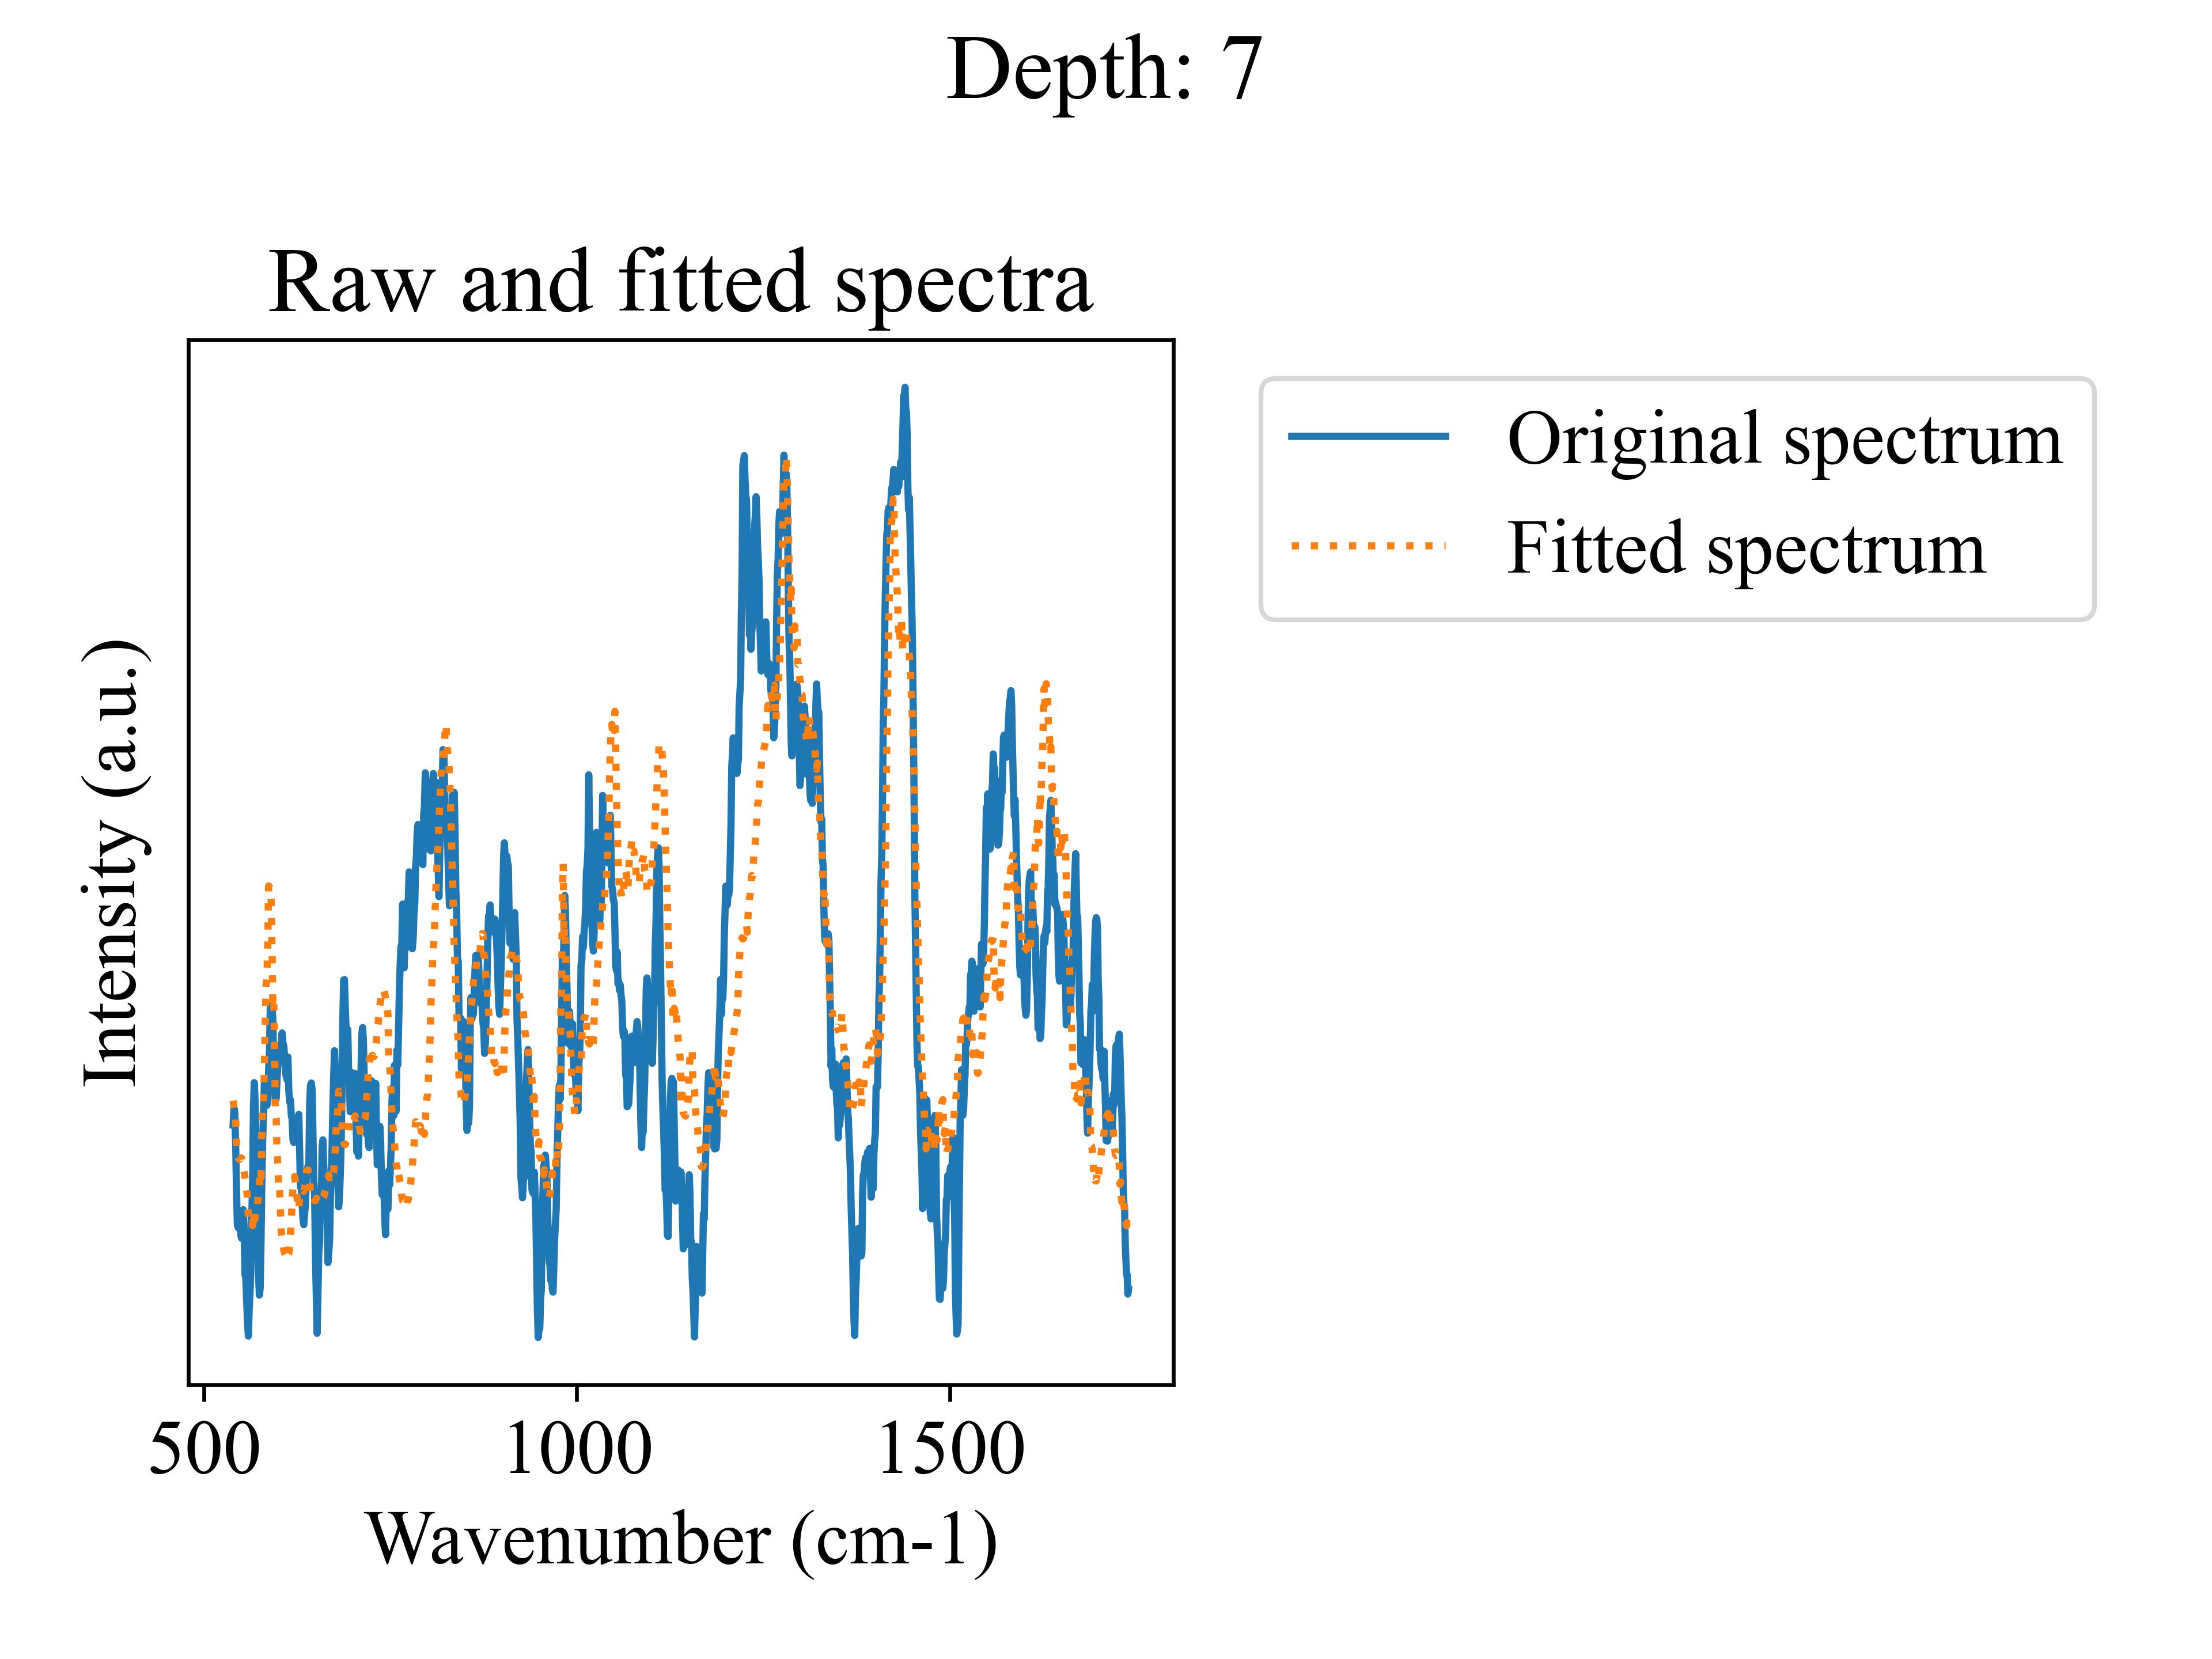 Depth: 7
Raw and fitted spectra
Original spectrum
Fitted spectrum
Intensity (a.u.)
500 1000 1500
Wavenumber (cm-1)